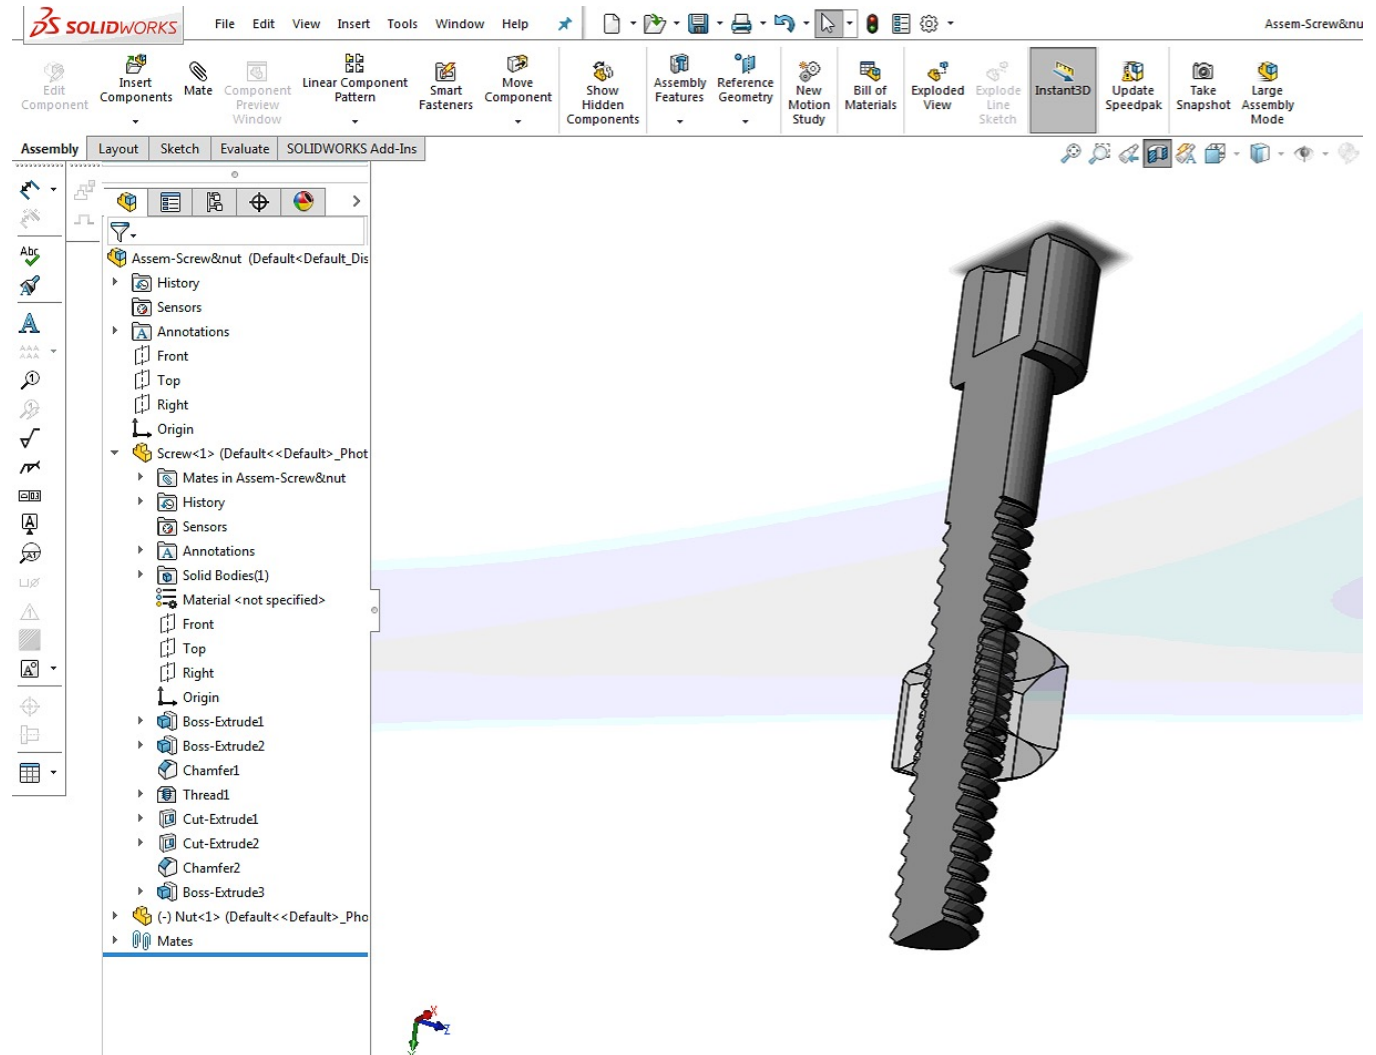 SOLIDWORKS File Edit View Insert Tools Window Help Assem-Screw&nu
Edit Component
Insert Components
Mate
Component Preview Window
Linear Component Pattern
Smart Fasteners
Move Component
Show Hidden Components
Assembly Features
Reference Geometry
New Motion Study
Bill of Materials
Exploded View
Explode Line Sketch
Instant3D
Update Speedpak
Take Snapshot
Large Assembly Mode
Assembly Layout Sketch Evaluate SOLIDWORKS Add-Ins
Abc
Assem-Screw&nut (Default<Default_Dis
History
Sensors
Annotations
Front
Top
Right
Origin
Screw<1> (Default<<Default>_Phot
Mates in Assem-Screw&nut
History
Sensors
Annotations
Solid Bodies(1)
Material <not specified>
Front
Top
Right
Origin
Boss-Extrude1
Boss-Extrude2
Chamfer1
Thread1
Cut-Extrude1
Cut-Extrude2
Chamfer2
Boss-Extrude3
(-) Nut<1> (Default<<Default>_Pho
Mates
X
Z